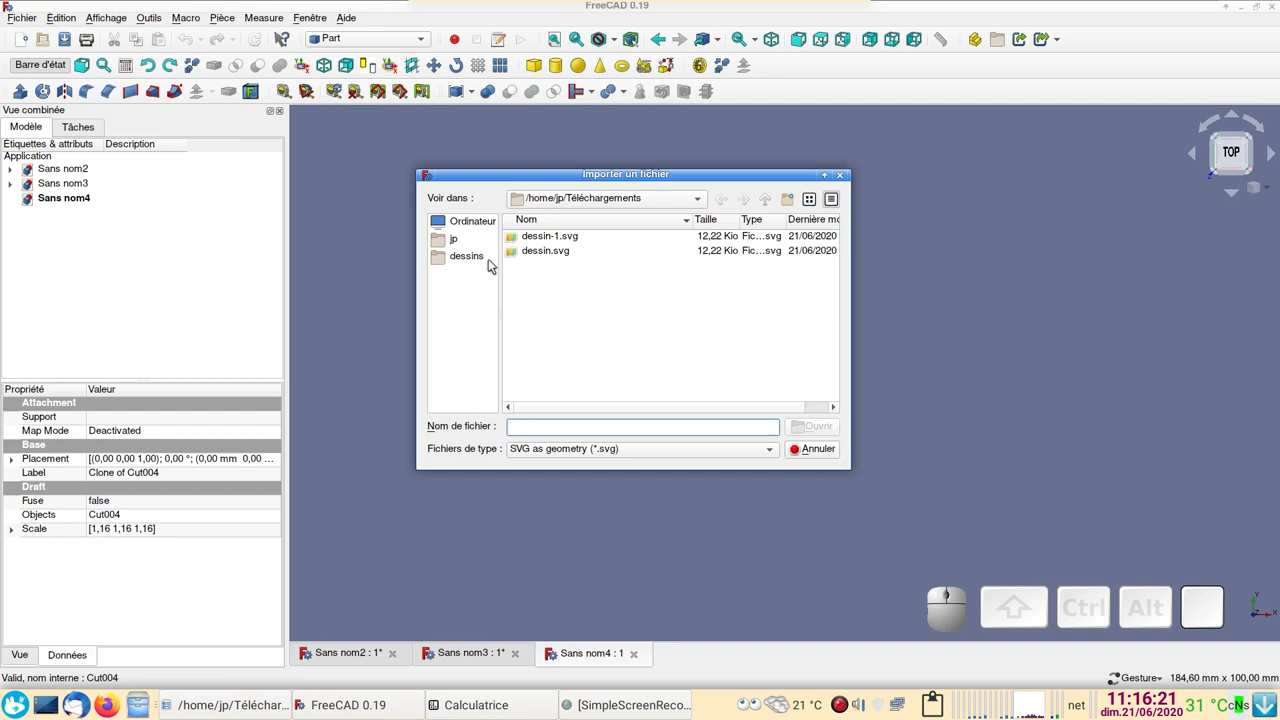 FreeCAD 0.19
Fichier Édition Affichage Outils Macro Pièce Mesure Fenêtre Aide
Part
Barre d'état
Vue combinée
Modèle Tâches
Étiquettes & attributs Description
Application
Sans nom2
Sans nom3
Sans nom4
TOP
Importer un fichier
Voir dans : /home/jp/Téléchargements
Ordinateur
jp
dessins
Nom Taille Type Dernière mo
dessin-1.svg 12,22 Kio Fic...svg 21/06/2020
dessin.svg 12,22 Kio Fic...svg 21/06/2020
Nom de fichier : Ouvrir
Fichiers de type : SVG as geometry (*.svg) Annuler
Propriété Valeur
Attachment
Support
Map Mode Deactivated
Base
Placement [(0,00 0,00 1,00); 0,00 °; (0,00 mm 0,00 ...
Label Clone of Cut004
Draft
Fuse false
Objects Cut004
Scale [1,16 1,16 1,16]
Ctrl Alt
Y
X
Z
Vue Données
Sans nom2 : 1* Sans nom3 : 1* Sans nom4 : 1
Valid, nom interne : Cut004
Gesture 184,60 mm x 100,00 mm
/home/jp/Téléchar... FreeCAD 0.19 Calculatrice [SimpleScreenReco...
21 °C
net
11:16:21
dim.21/06/2020
31 °C